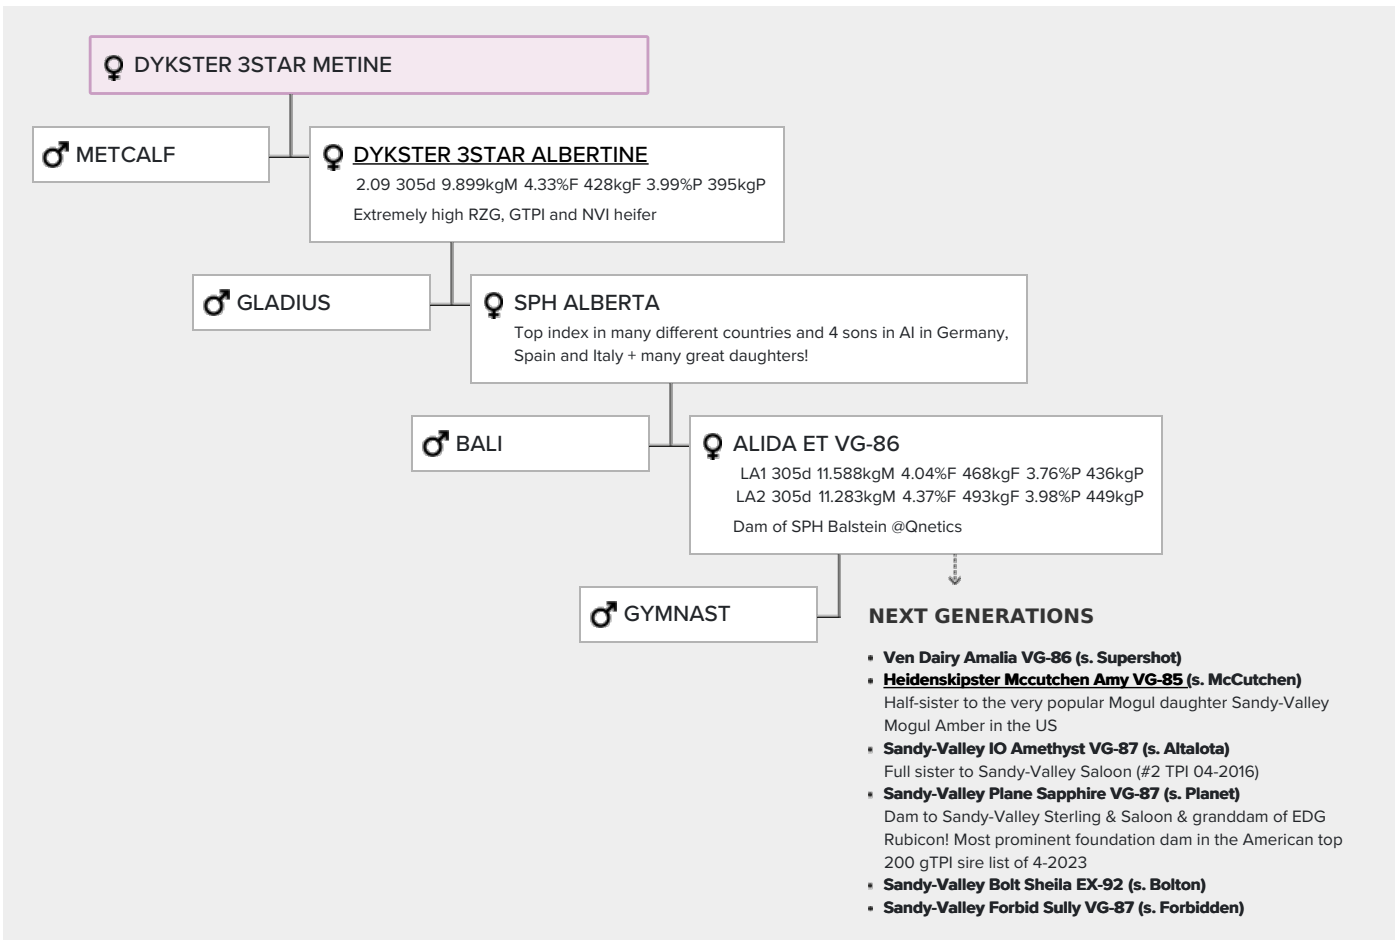 DYKSTER 3STAR METINE
METCALF
DYKSTER 3STAR ALBERTINE
2.09 305d 9.899kgM 4.33%F 428kgF 3.99%P 395kgP
Extremely high RZG, GTPI and NVI heifer
GLADIUS
SPH ALBERTA
Top index in many different countries and 4 sons in AI in Germany,
Spain and Italy + many great daughters!
BALI
ALIDA ET VG-86
LA1 305d 11.588kgM 4.04%F 468kgF 3.76%P 436kgP
LA2 305d 11.283kgM 4.37%F 493kgF 3.98%P 449kgP
Dam of SPH Balstein @Qnetics
GYMNAST
NEXT GENERATIONS
• Ven Dairy Amalia VG-86 (s. Supershot)
• Heidenskipster Mccutchen Amy VG-85 (s. McCutchen)
Half-sister to the very popular Mogul daughter Sandy-Valley
Mogul Amber in the US
• Sandy-Valley IO Amethyst VG-87 (s. AltaIota)
Full sister to Sandy-Valley Saloon (#2 TPI 04-2016)
• Sandy-Valley Plane Sapphire VG-87 (s. Planet)
Dam to Sandy-Valley Sterling & Saloon & granddam of EDG
Rubicon! Most prominent foundation dam in the American top
200 gTPI sire list of 4-2023
• Sandy-Valley Bolt Sheila EX-92 (s. Bolton)
• Sandy-Valley Forbid Sully VG-87 (s. Forbidden)